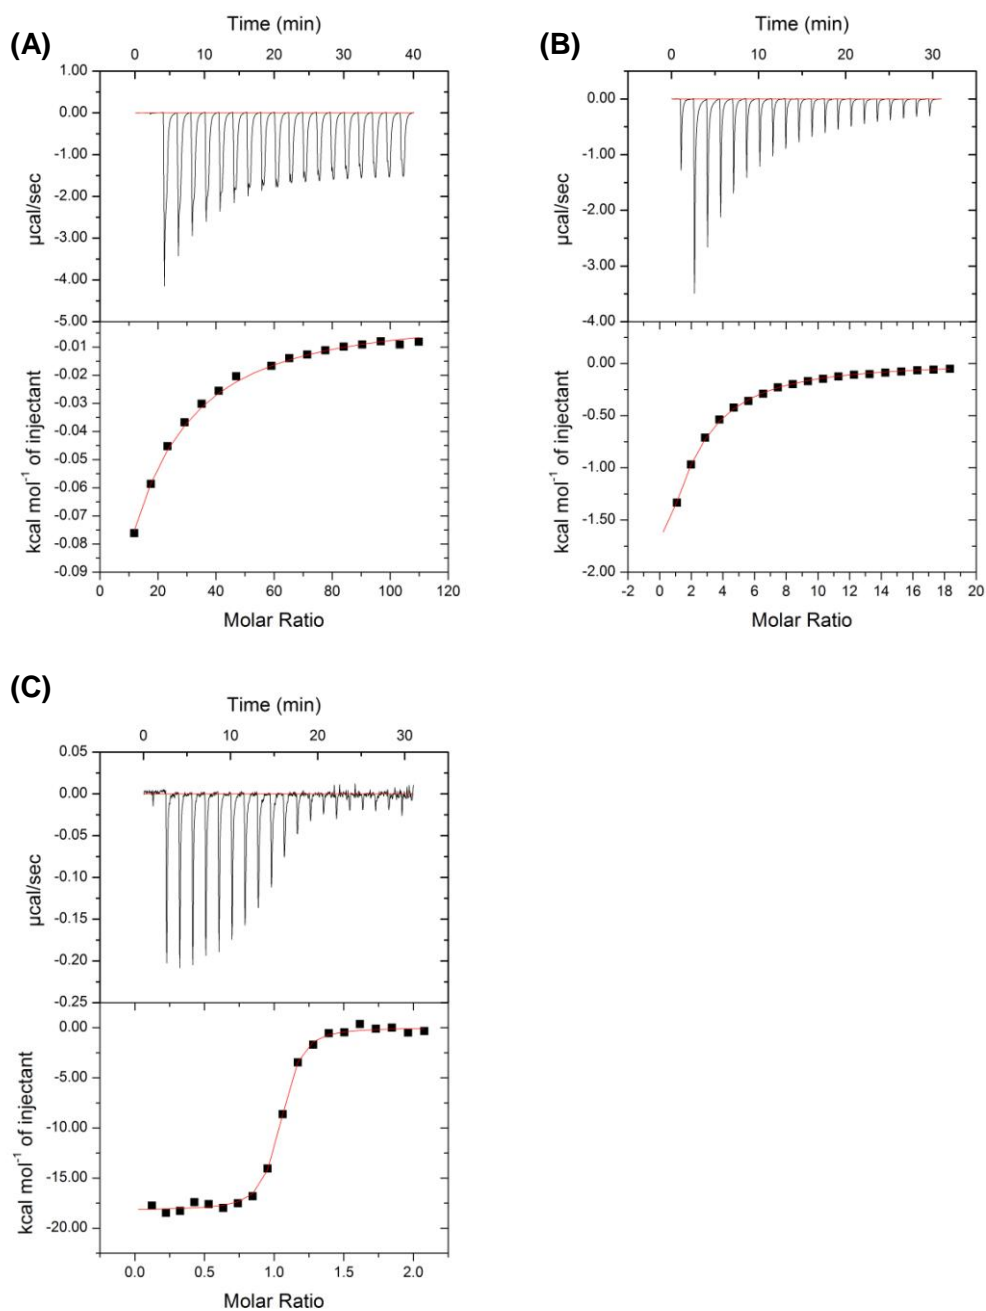 (A)
Time (min)
0 10 20 30 40
1.00
0.00
-1.00
-2.00
-3.00
-4.00
-5.00
µcal/sec
-0.01
-0.02
-0.03
-0.04
-0.05
-0.06
-0.07
-0.08
-0.09
kcal mol⁻¹ of injectant
0 20 40 60 80 100 120
Molar Ratio
(B)
Time (min)
0 10 20 30
0.00
-1.00
-2.00
-3.00
-4.00
µcal/sec
0.00
-0.50
-1.00
-1.50
-2.00
kcal mol⁻¹ of injectant
-2 0 2 4 6 8 10 12 14 16 18 20
Molar Ratio
(C)
Time (min)
0 10 20 30
0.05
0.00
-0.05
-0.10
-0.15
-0.20
-0.25
µcal/sec
0.00
-5.00
-10.00
-15.00
-20.00
kcal mol⁻¹ of injectant
0.0 0.5 1.0 1.5 2.0
Molar Ratio